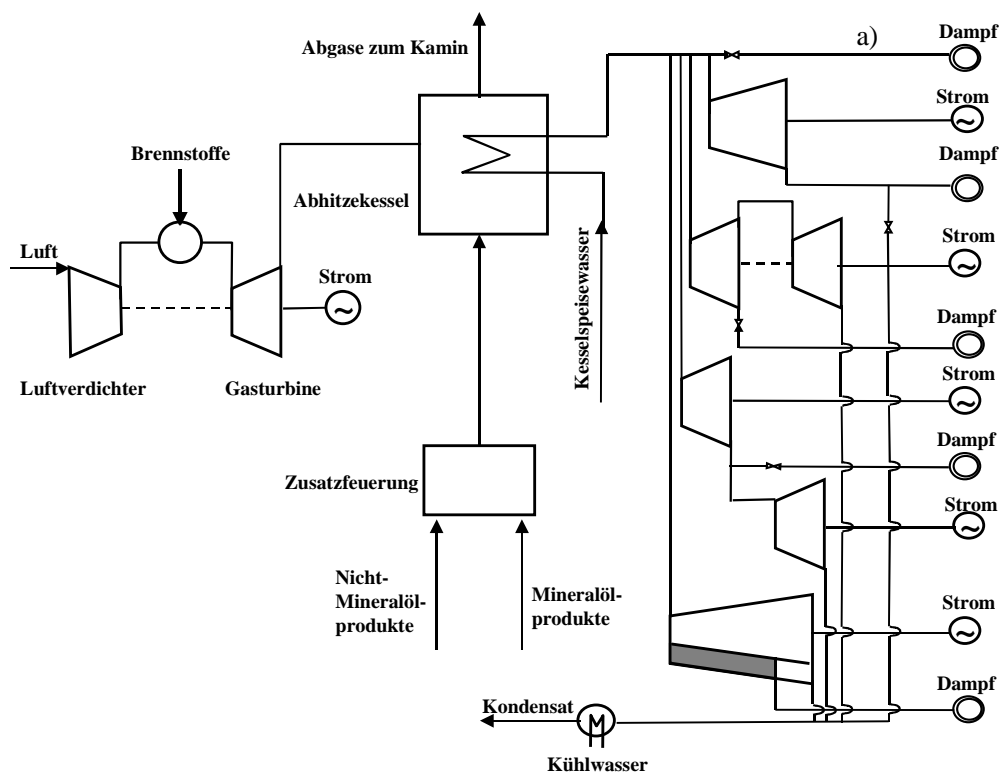 a)
Dampf
Abgase zum Kamin
Strom
Brennstoffe
Dampf
Abhitzekessel
Luft
Strom
Strom
Kesselspeisewasser
Dampf
Luftverdichter
Gasturbine
Strom
Dampf
Zusatzfeuerung
Strom
Nicht-
Mineralöl-
produkte
Mineralöl-
produkte
Strom
Dampf
Kondensat
Kühlwasser